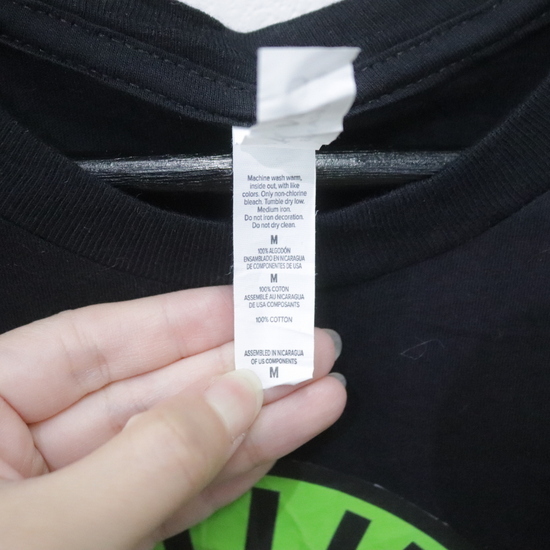 Machine wash warm,
inside out, with like
colors. Only non-chlorine
bleach. Tumble dry low.
Medium iron.
Do not iron decoration.
Do not dry clean.
M
100% ALGODÓN
ENSAMBLADO EN NICARAGUA
DE COMPONENTES DE USA
M
100% COTON
ASSEMBLE AU NICARAGUA
DE USA COMPOSANTS
100% COTTON
ASSEMBLED IN NICARAGUA
OF US COMPONENTS
M